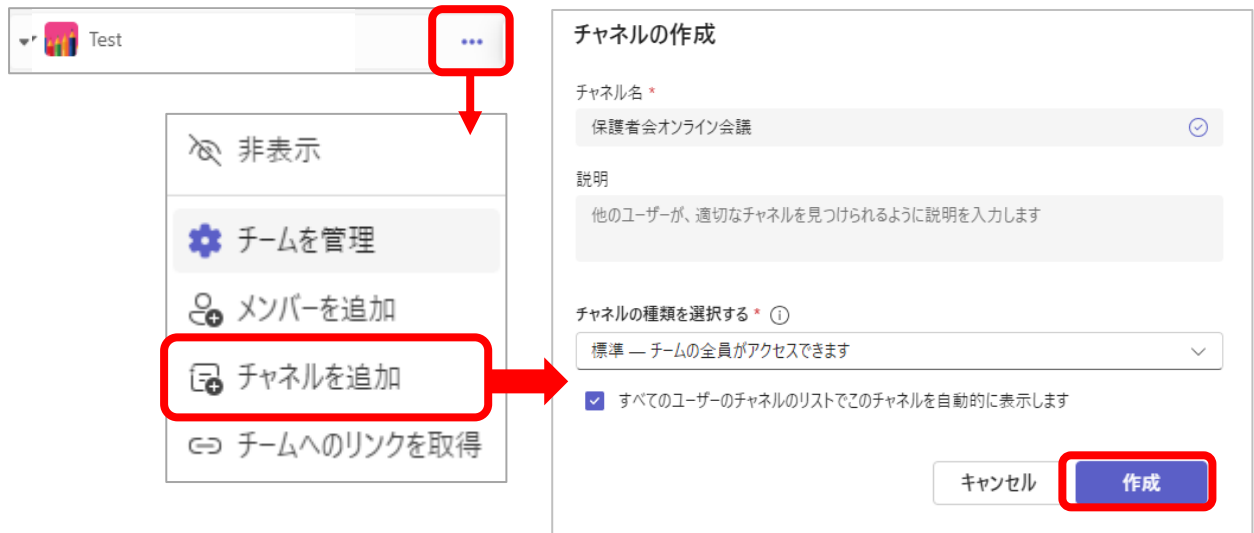 Test
非表示
チームを管理
メンバーを追加
チャネルを追加
チームへのリンクを取得
チャネルの作成
チャネル名 *
保護者会オンライン会議
説明
他のユーザーが、適切なチャネルを見つけられるように説明を入力します
チャネルの種類を選択する *
標準 — チームの全員がアクセスできます
すべてのユーザーのチャネルのリストでこのチャネルを自動的に表示します
キャンセル
作成